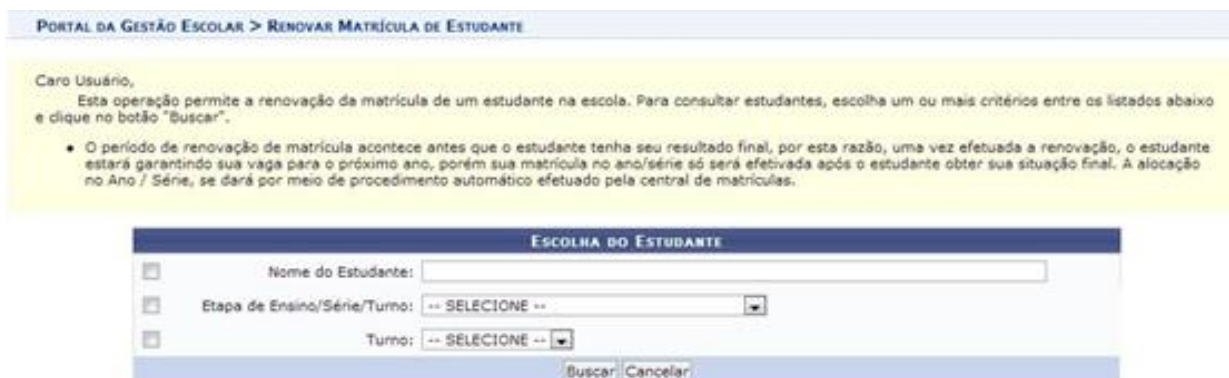 PORTAL DA GESTÃO ESCOLAR > RENOVAR MATRÍCULA DE ESTUDANTE
Caro Usuário,
Esta operação permite a renovação da matrícula de um estudante na escola. Para consultar estudantes, escolha um ou mais critérios entre os listados abaixo
e clique no botão "Buscar".
• O período de renovação de matrícula acontece antes que o estudante tenha seu resultado final, por esta razão, uma vez efetuada a renovação, o estudante
estará garantindo sua vaga para o próximo ano, porém sua matrícula no ano/série só será efetivada após o estudante obter sua situação final. A alocação
no Ano / Série, se dará por meio de procedimento automático efetuado pela central de matrículas.
ESCOLHA DO ESTUDANTE
Nome do Estudante:
Etapa de Ensino/Série/Turno: -- SELECIONE --
Turno: -- SELECIONE --
Buscar Cancelar